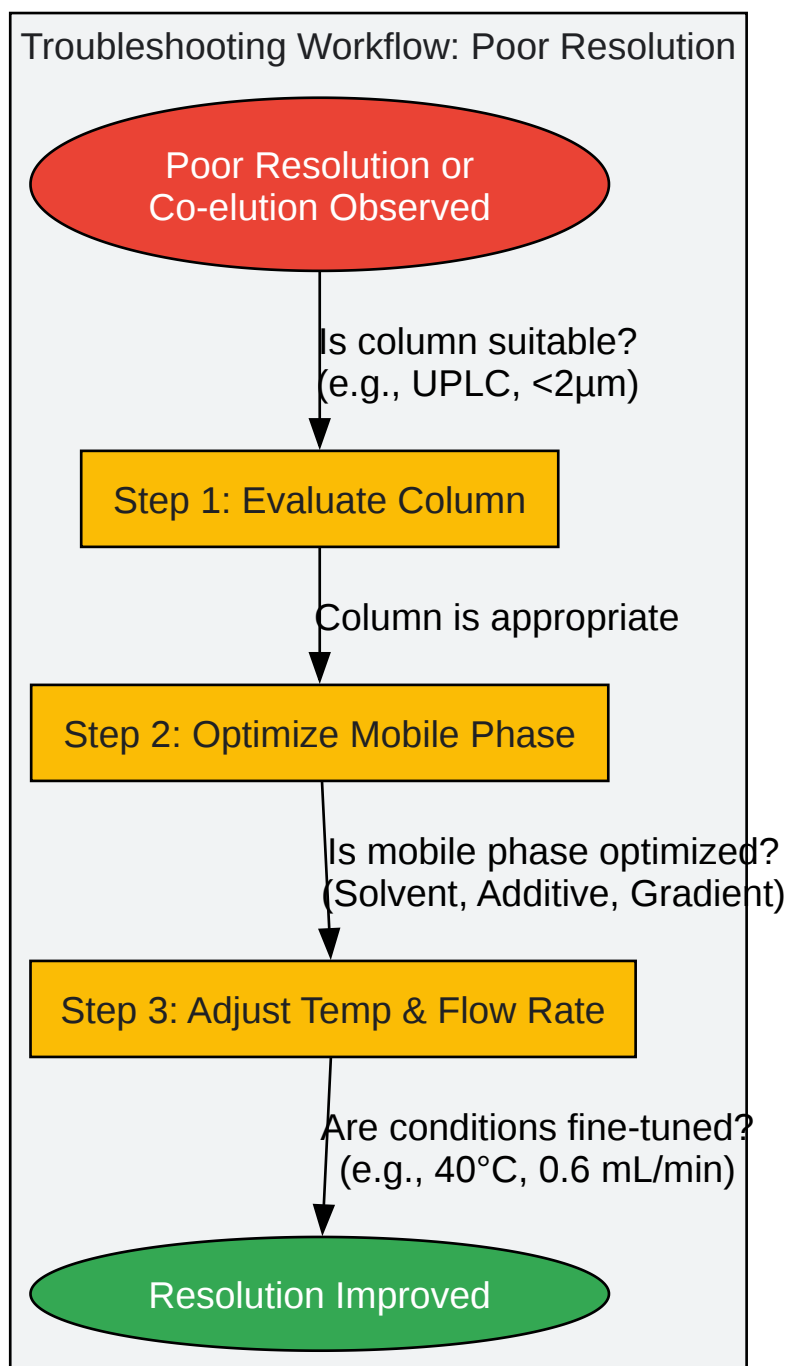 Troubleshooting Workflow: Poor Resolution
Poor Resolution or
Co-elution Observed
Is column suitable?
(e.g., UPLC, <2µm)
Step 1: Evaluate Column
Column is appropriate
Step 2: Optimize Mobile Phase
Is mobile phase optimized?
(Solvent, Additive, Gradient)
Step 3: Adjust Temp & Flow Rate
Are conditions fine-tuned?
(e.g., 40°C, 0.6 mL/min)
Resolution Improved